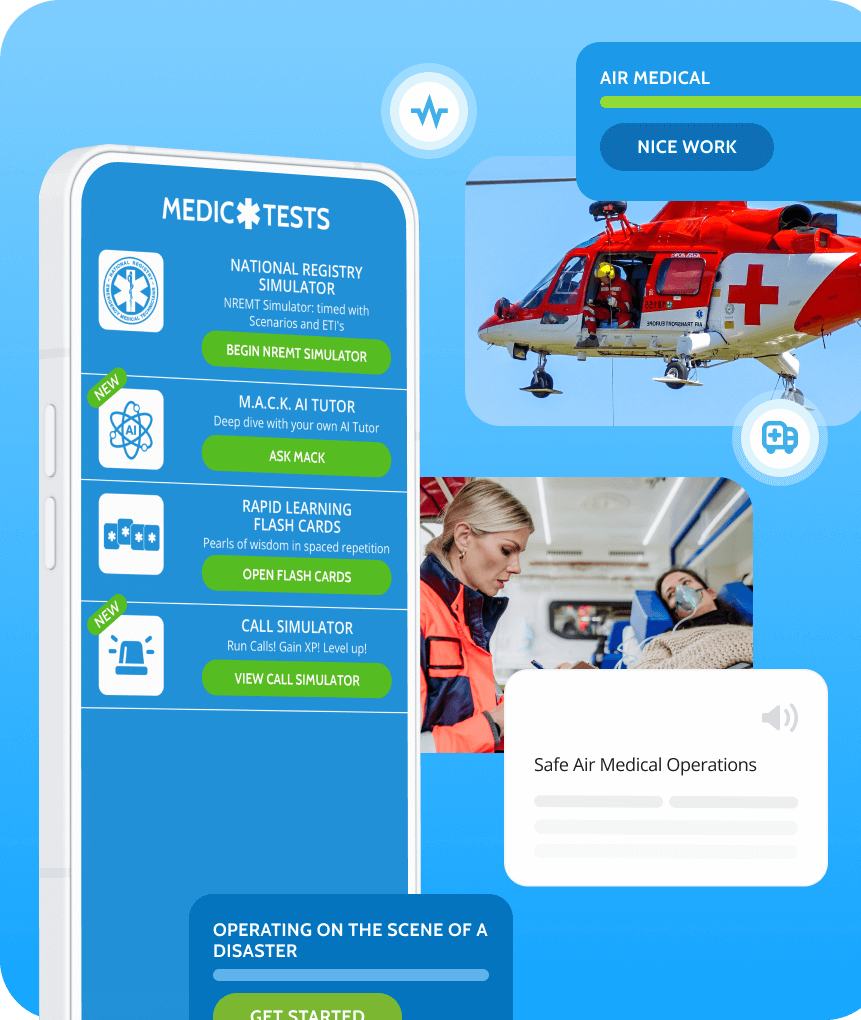 AIR MEDICAL
NICE WORK
MEDIC TESTS
NATIONAL REGISTRY
SIMULATOR
NREMT Simulator: timed with
Scenarios and ETI's
BEGIN NREMT SIMULATOR
NEW
AI
M.A.C.K. AI TUTOR
Deep dive with your own AI Tutor
ASK MACK
RAPID LEARNING
FLASH CARDS
Pearls of wisdom in spaced repetition
OPEN FLASH CARDS
NEW
CALL SIMULATOR
Run Calls! Gain XP! Level up!
VIEW CALL SIMULATOR
Safe Air Medical Operations
OPERATING ON THE SCENE OF A
DISASTER
GET STARTED